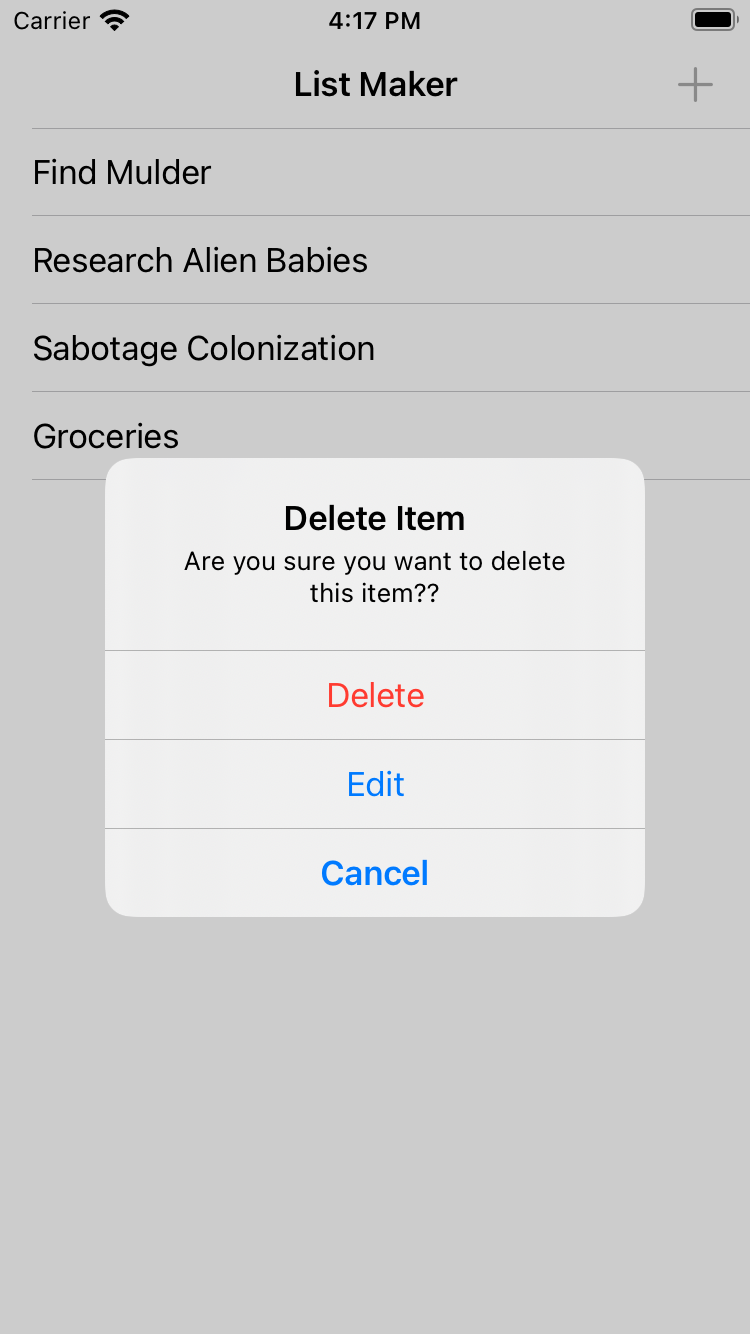 Carrier 4:17 PM
List Maker
Find Mulder
Research Alien Babies
Sabotage Colonization
Groceries
Delete Item
Are you sure you want to delete
this item??
Delete
Edit
Cancel